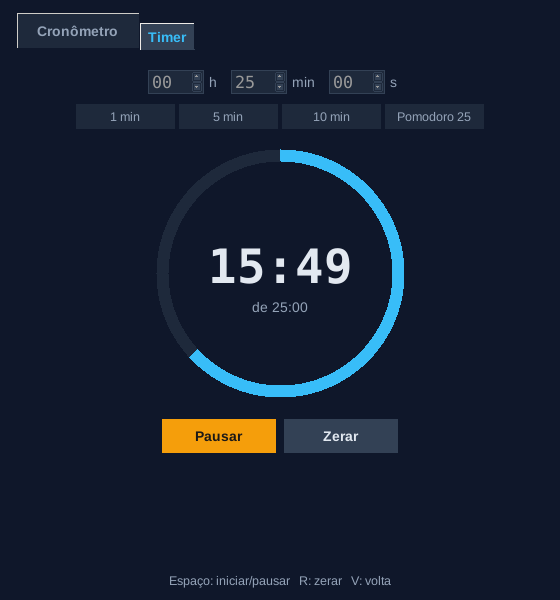 Cronômetro Timer
00 h 25 min 00 s
1 min 5 min 10 min Pomodoro 25
15:49
de 25:00
Pausar Zerar
Espaço: iniciar/pausar R: zerar V: volta